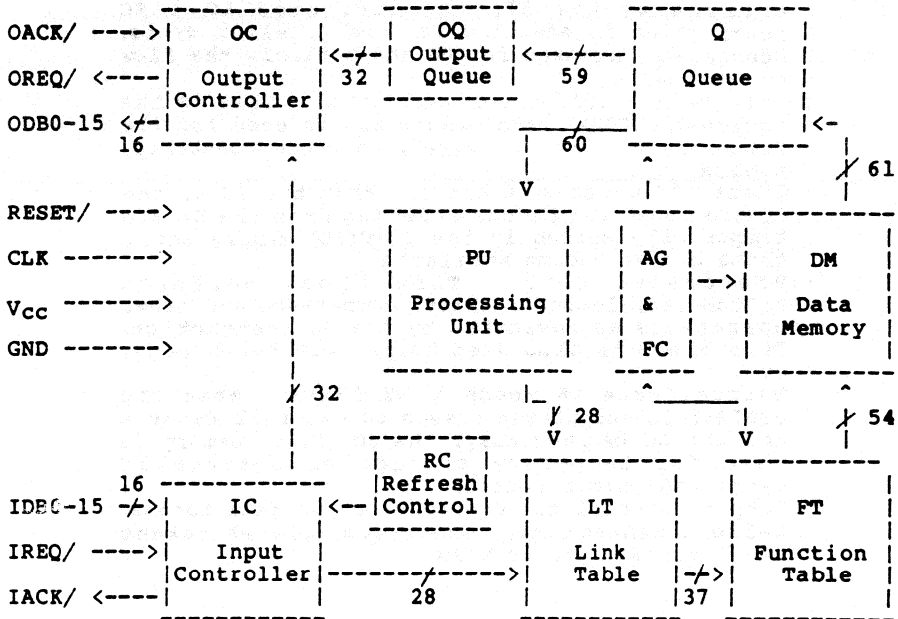 OACK/ OC OQ Q
Output
OREQ/ Output 32 Queue 59 Queue
Controller
ODB0-15
16 60
61
V
RESET/
CLK PU AG DM
Processing
Vcc & Data
Unit Memory
GND FC
32
28
V V 54
RC
16 Refresh
IDB0-15 IC Control LT FT
IREQ/ Input Link Function
Controller Table Table
IACK/ 28 37